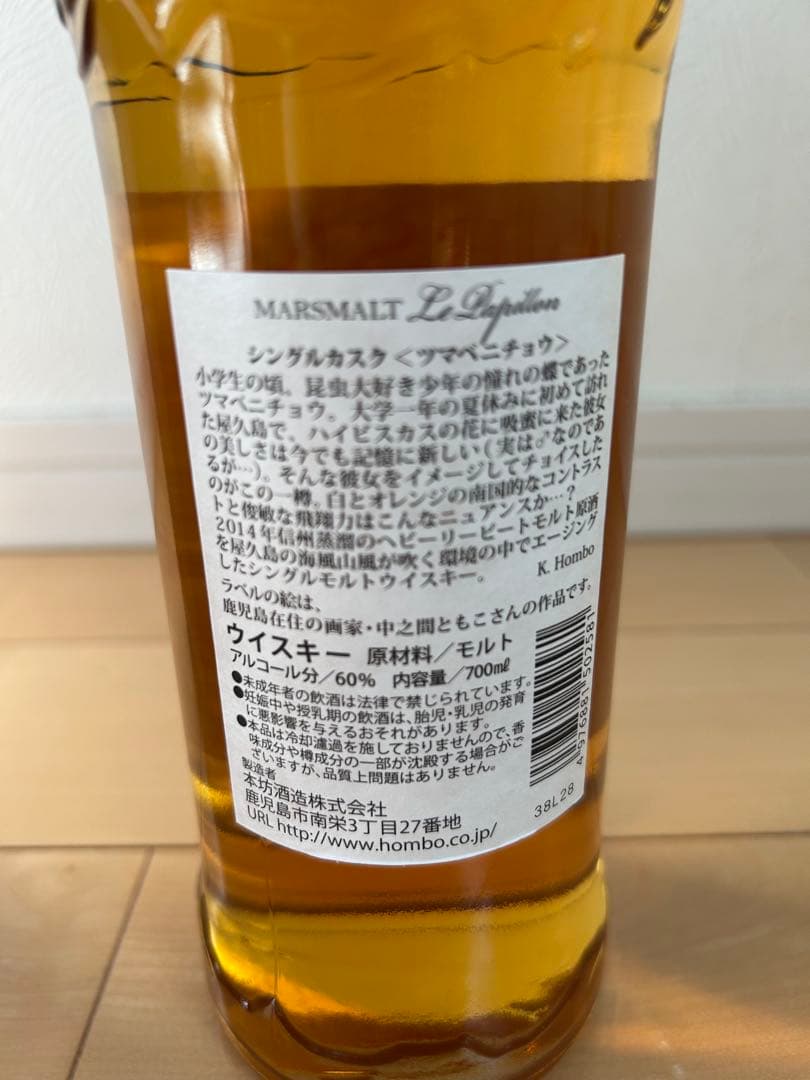 MARSMALT Le Papillon
シングルカスク＜ツマベニチョウ＞
小学生の頃、昆虫大好き少年の憧れの蝶であった
ツマベニチョウ。大学一年の夏休みに初めて訪れ
た屋久島で、ハイビスカスの花に吸蜜に来た彼女
の美しさは今でも記憶に新しい（実は♂なのであ
るが…）。そんな彼女をイメージしてチョイスした
のがこの一樽。白とオレンジの南国的なコントラス
トと俊敏な飛翔力はこんなニュアンスか…？
2014年信州蒸溜のヘビーリーピートモルト原酒
を屋久島の海風山風が吹く環境の中でエージング
したシングルモルトウイスキー。
K. Hombo
ラベルの絵は、
鹿児島在住の画家・中之間ともこさんの作品です。
ウイスキー 原材料／モルト
アルコール分／60% 内容量／700mℓ
●未成年者の飲酒は法律で禁じられています。
●妊娠中や授乳期の飲酒は、胎児・乳児の発育
に悪影響を与えるおそれがあります。
●本品は冷却濾過を施しておりませんので、香
味成分や樽成分の一部が沈殿する場合がご
ざいますが、品質上問題はありません。
製造者
本坊酒造株式会社
鹿児島市南栄3丁目27番地
URL http://www.hombo.co.jp/
4 976881 502581
38L28